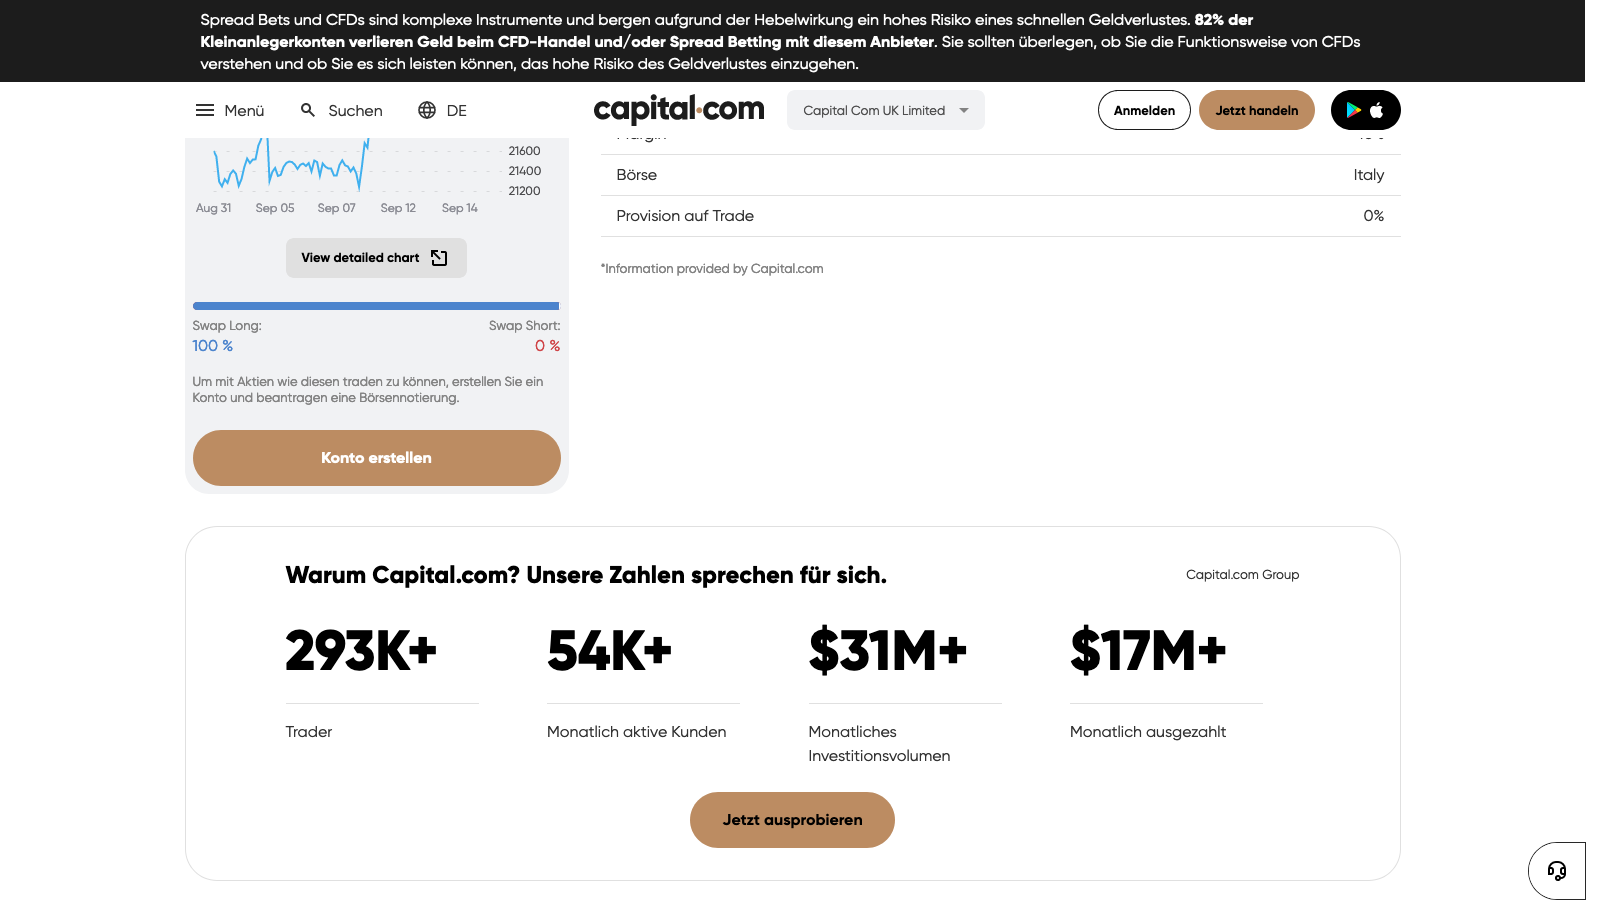 Spread Bets und CFDs sind komplexe Instrumente und bergen aufgrund der Hebelwirkung ein hohes Risiko eines schnellen Geldverlustes. 82% der
Kleinanlegerkonten verlieren Geld beim CFD-Handel und/oder Spread Betting mit diesem Anbieter. Sie sollten überlegen, ob Sie die Funktionsweise von CFDs
verstehen und ob Sie es sich leisten können, das hohe Risiko des Geldverlustes einzugehen.
Menü Suchen DE capital.com Capital Com UK Limited Anmelden Jetzt handeln
21600
21400
21200
Aug 31 Sep 05 Sep 07 Sep 12 Sep 14
View detailed chart
Swap Long: Swap Short:
100 % 0 %
Um mit Aktien wie diesen traden zu können, erstellen Sie ein
Konto und beantragen eine Börsennotierung.
Konto erstellen
Börse Italy
Provision auf Trade 0%
*Information provided by Capital.com
Warum Capital.com? Unsere Zahlen sprechen für sich. Capital.com Group
293K+ 54K+ $31M+ $17M+
Trader Monatlich aktive Kunden Monatliches Monatlich ausgezahlt
Investitionsvolumen
Jetzt ausprobieren